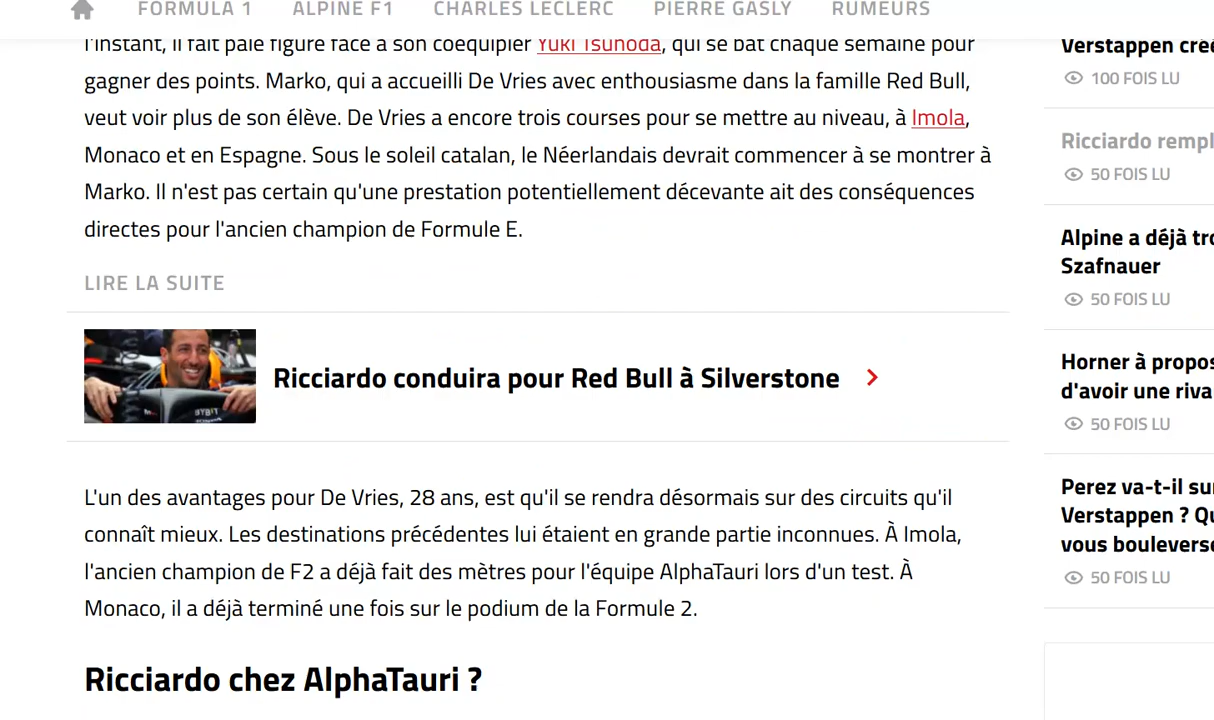 FORMULA 1 ALPINE F1 CHARLES LECLERC PIERRE GASLY RUMEURS
l'instant, il fait pâle figure face à son coéquipier Yuki Tsunoda, qui se bat chaque semaine pour
gagner des points. Marko, qui a accueilli De Vries avec enthousiasme dans la famille Red Bull,
veut voir plus de son élève. De Vries a encore trois courses pour se mettre au niveau, à Imola,
Monaco et en Espagne. Sous le soleil catalan, le Néerlandais devrait commencer à se montrer à
Marko. Il n'est pas certain qu'une prestation potentiellement décevante ait des conséquences
directes pour l'ancien champion de Formule E.
LIRE LA SUITE
Ricciardo conduira pour Red Bull à Silverstone
BYBIT
L'un des avantages pour De Vries, 28 ans, est qu'il se rendra désormais sur des circuits qu'il
connaît mieux. Les destinations précédentes lui étaient en grande partie inconnues. À Imola,
l'ancien champion de F2 a déjà fait des mètres pour l'équipe AlphaTauri lors d'un test. À
Monaco, il a déjà terminé une fois sur le podium de la Formule 2.
Ricciardo chez AlphaTauri ?
Verstappen cré
100 FOIS LU
Ricciardo rempl
50 FOIS LU
Alpine a déjà tro
Szafnauer
50 FOIS LU
Horner à propos
d'avoir une riva
50 FOIS LU
Perez va-t-il su
Verstappen ? Qu
vous boulevers
50 FOIS LU